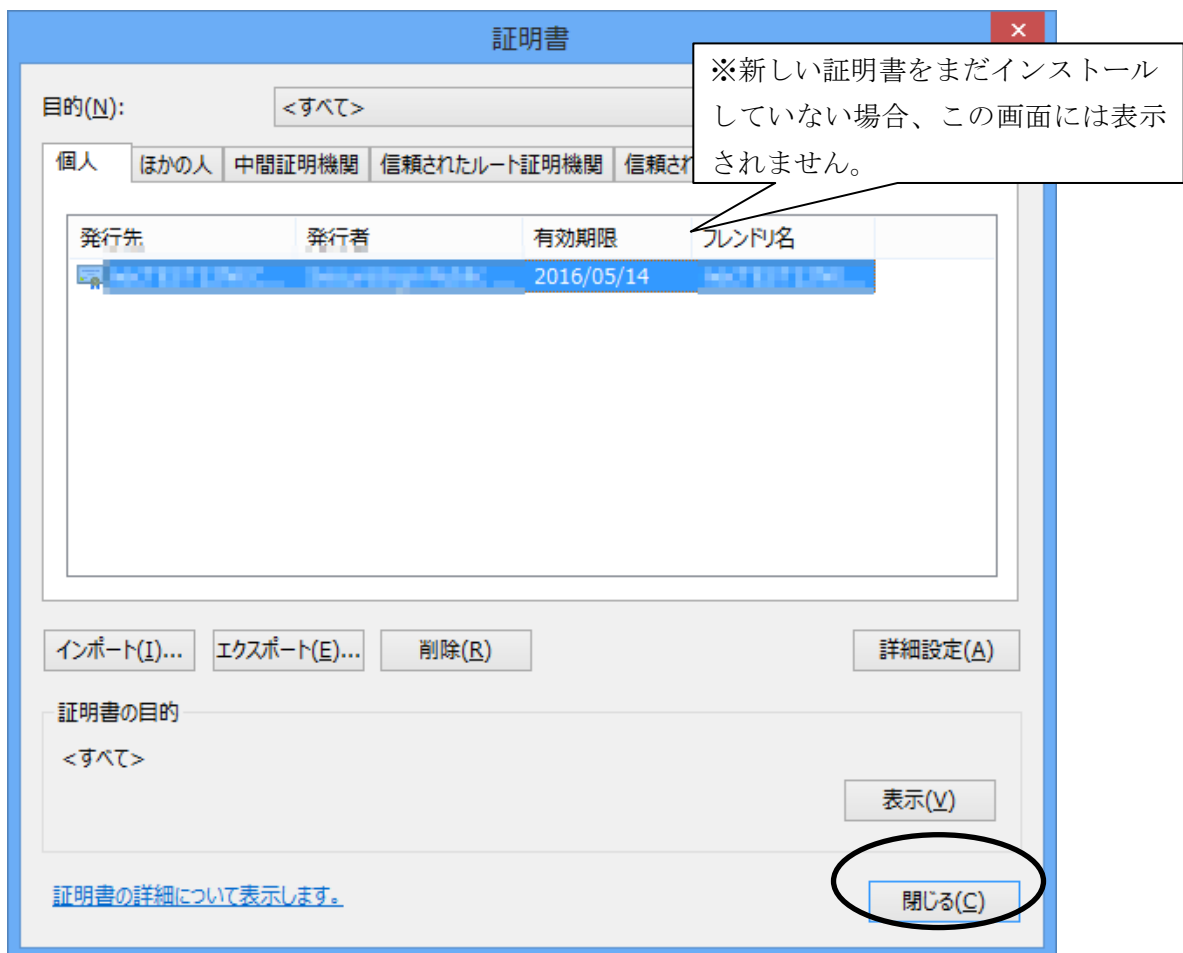 証明書
※新しい証明書をまだインストール
していない場合、この画面には表示
されません。
目的(N):
<すべて>
個人
ほかの人
中間証明機関
信頼されたルート証明機関
発行先
発行者
有効期限
フレンドリ名
2016/05/14
インポート(I)...
エクスポート(E)...
削除(R)
詳細設定(A)
証明書の目的
<すべて>
表示(V)
証明書の詳細について表示します。
閉じる(C)